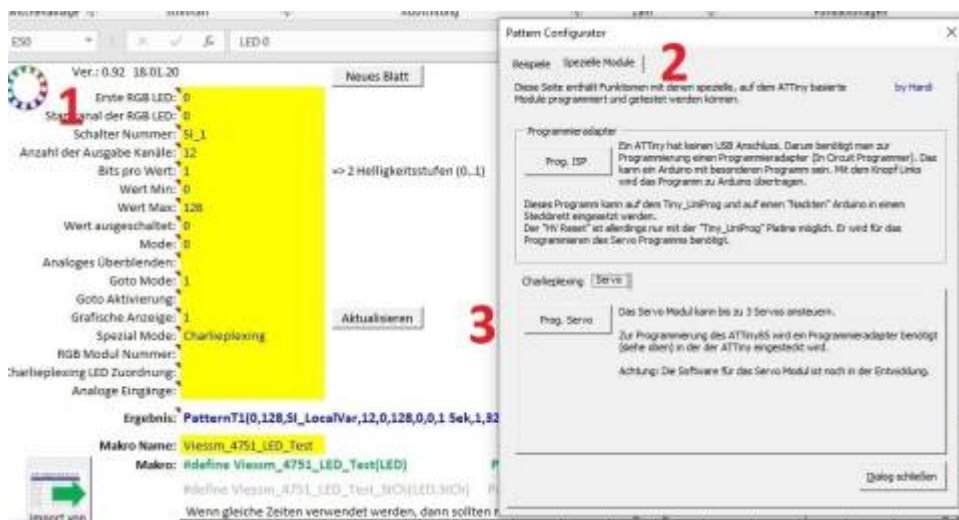 E50
LED 0
Ver.: 0.92 18.01.20
Neues Blatt
1
Erste RGB LED: 0
der RGB LED: 0
Schalter Nummer: SI_1
Anzahl der Ausgabe Kanäle: 12
Bits pro Wert: 1
=> 2 Helligkeitsstufen (0..1)
Wert Min: 0
Wert Max: 128
Wert ausgeschaltet: 0
Mode: 0
Analoges Überblenden:
Goto Mode: 1
Goto Aktivierung:
Grafische Anzeige: 1
Aktualisieren
Spezial Mode: Charlieplexing
RGB Modul Nummer:
Charlieplexing LED Zuordnung:
Analoge Eingänge:
Ergebnis: PatternT1(0,128,SI_LocalVar,12,0,128,0,0,1 Sek,1,32
Makro Name: Viessm_4751_LED_Test
Makro: #define Viessm_4751_LED_Test(LED)
#define Viessm_4751_LED_Test_StCh(LED,StCh)
Import von
Wenn gleiche Zeiten verwendet werden, dann sollten
Pattern Configurator
Beispiele
Spezielle Module
2
Diese Seite enthält Funktionen mit denen spezielle, auf dem ATTiny basierte
Module programmiert und getestet werden können.
by Hardi
Programmieradapter
Prog. ISP
Ein ATTiny hat keinen USB Anschluss. Darum benötigt man zur
Programmierung einen Programmieradapter (In Circuit Programmer). Das
kann ein Arduino mit besonderen Programm sein. Mit dem Knopf Links
wird das Programm zu Arduino übertragen.
Dieses Programm kann auf dem Tiny_UniProg und auf einen "Nackten" Arduino in einem
Steckbrett eingesetzt werden.
Der "HV Reset" ist allerdings nur mit der "Tiny_UniProg" Platine möglich. Er wird für das
Programmieren des Servo Programms benötigt.
Charlieplexing
Servo
3
Prog. Servo
Das Servo Modul kann bis zu 3 Servos ansteuern.
Zur Programmierung des ATTiny85 wird ein Programmieradapter benötigt
(siehe oben) in der der ATTiny eingesteckt wird.
Achtung: Die Software für das Servo Modul ist noch in der Entwicklung.
Dialog schließen